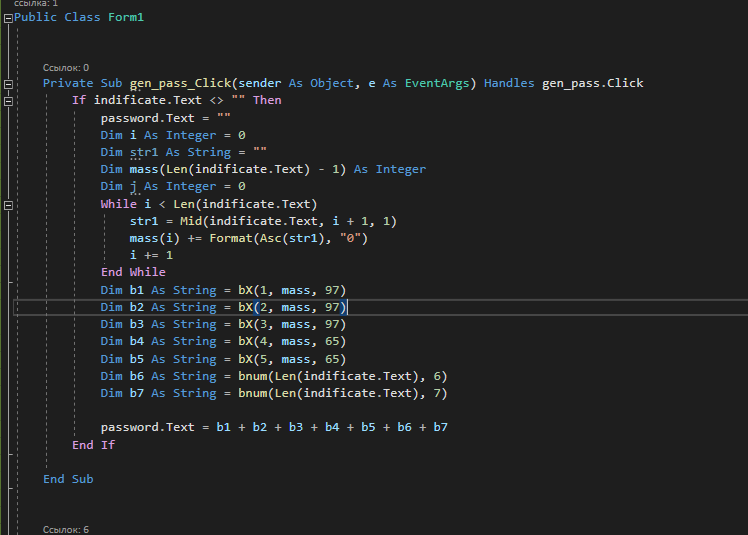 ссылка: 1
Public Class Form1
Ссылок: 0
Private Sub gen_pass_Click(sender As Object, e As EventArgs) Handles gen_pass.Click
If indificate.Text <> "" Then
password.Text = ""
Dim i As Integer = 0
Dim str1 As String = ""
Dim mass(Len(indificate.Text) - 1) As Integer
Dim j As Integer = 0
While i < Len(indificate.Text)
str1 = Mid(indificate.Text, i + 1, 1)
mass(i) += Format(Asc(str1), "0")
i += 1
End While
Dim b1 As String = bX(1, mass, 97)
Dim b2 As String = bX(2, mass, 97)
Dim b3 As String = bX(3, mass, 97)
Dim b4 As String = bX(4, mass, 65)
Dim b5 As String = bX(5, mass, 65)
Dim b6 As String = bnum(Len(indificate.Text), 6)
Dim b7 As String = bnum(Len(indificate.Text), 7)
password.Text = b1 + b2 + b3 + b4 + b5 + b6 + b7
End If
End Sub
Ссылок: 6